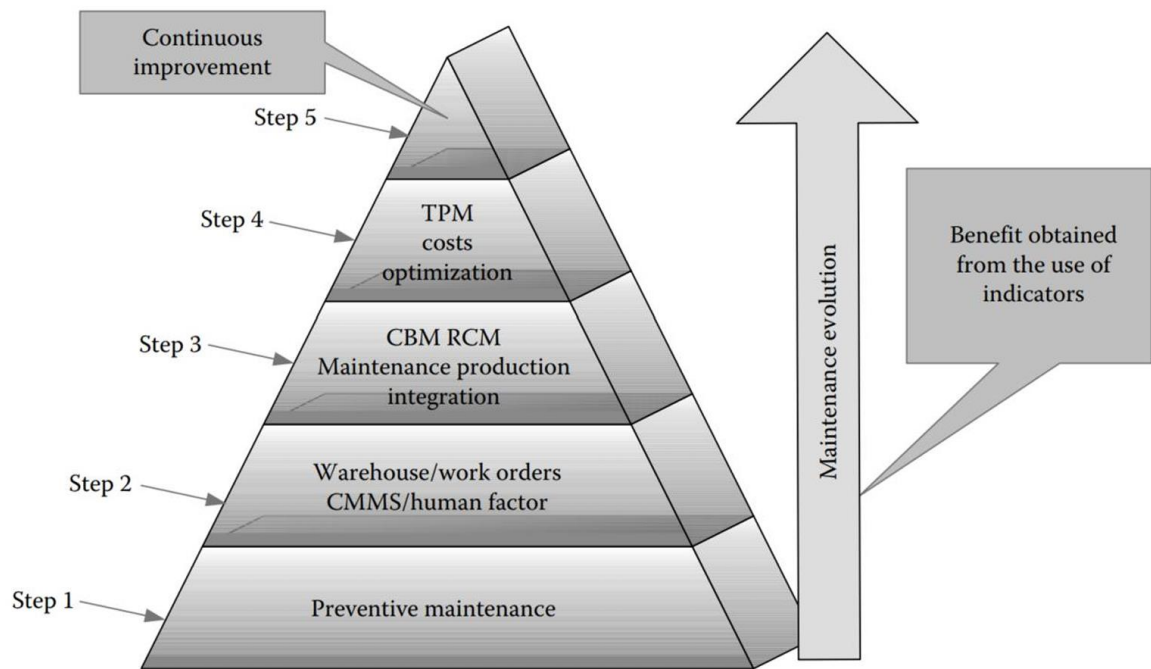 Continuous
improvement
Step 5
Step 4
TPM
costs
optimization
Step 3
CBM RCM
Maintenance production
integration
Step 2
Warehouse/work orders
CMMS/human factor
Step 1
Preventive maintenance
Maintenance evolution
Benefit obtained
from the use of
indicators